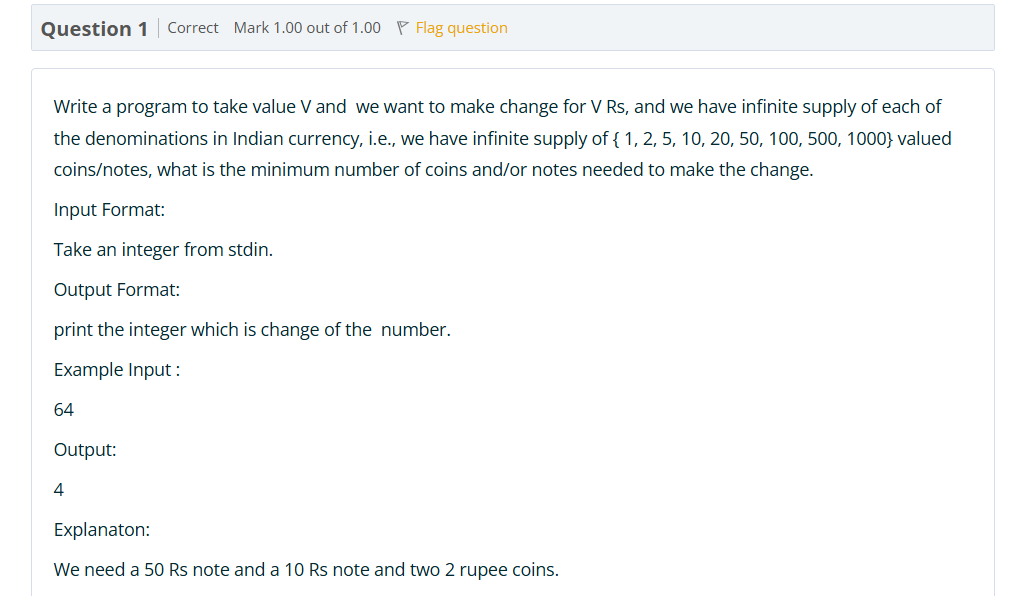 Question 1 Correct Mark 1.00 out of 1.00 Flag question
Write a program to take value V and  we want to make change for V Rs, and we have infinite supply of each of
the denominations in Indian currency, i.e., we have infinite supply of { 1, 2, 5, 10, 20, 50, 100, 500, 1000} valued
coins/notes, what is the minimum number of coins and/or notes needed to make the change.
Input Format:
Take an integer from stdin.
Output Format:
print the integer which is change of the  number.
Example Input :
64
Output:
4
Explanaton:
We need a 50 Rs note and a 10 Rs note and two 2 rupee coins.